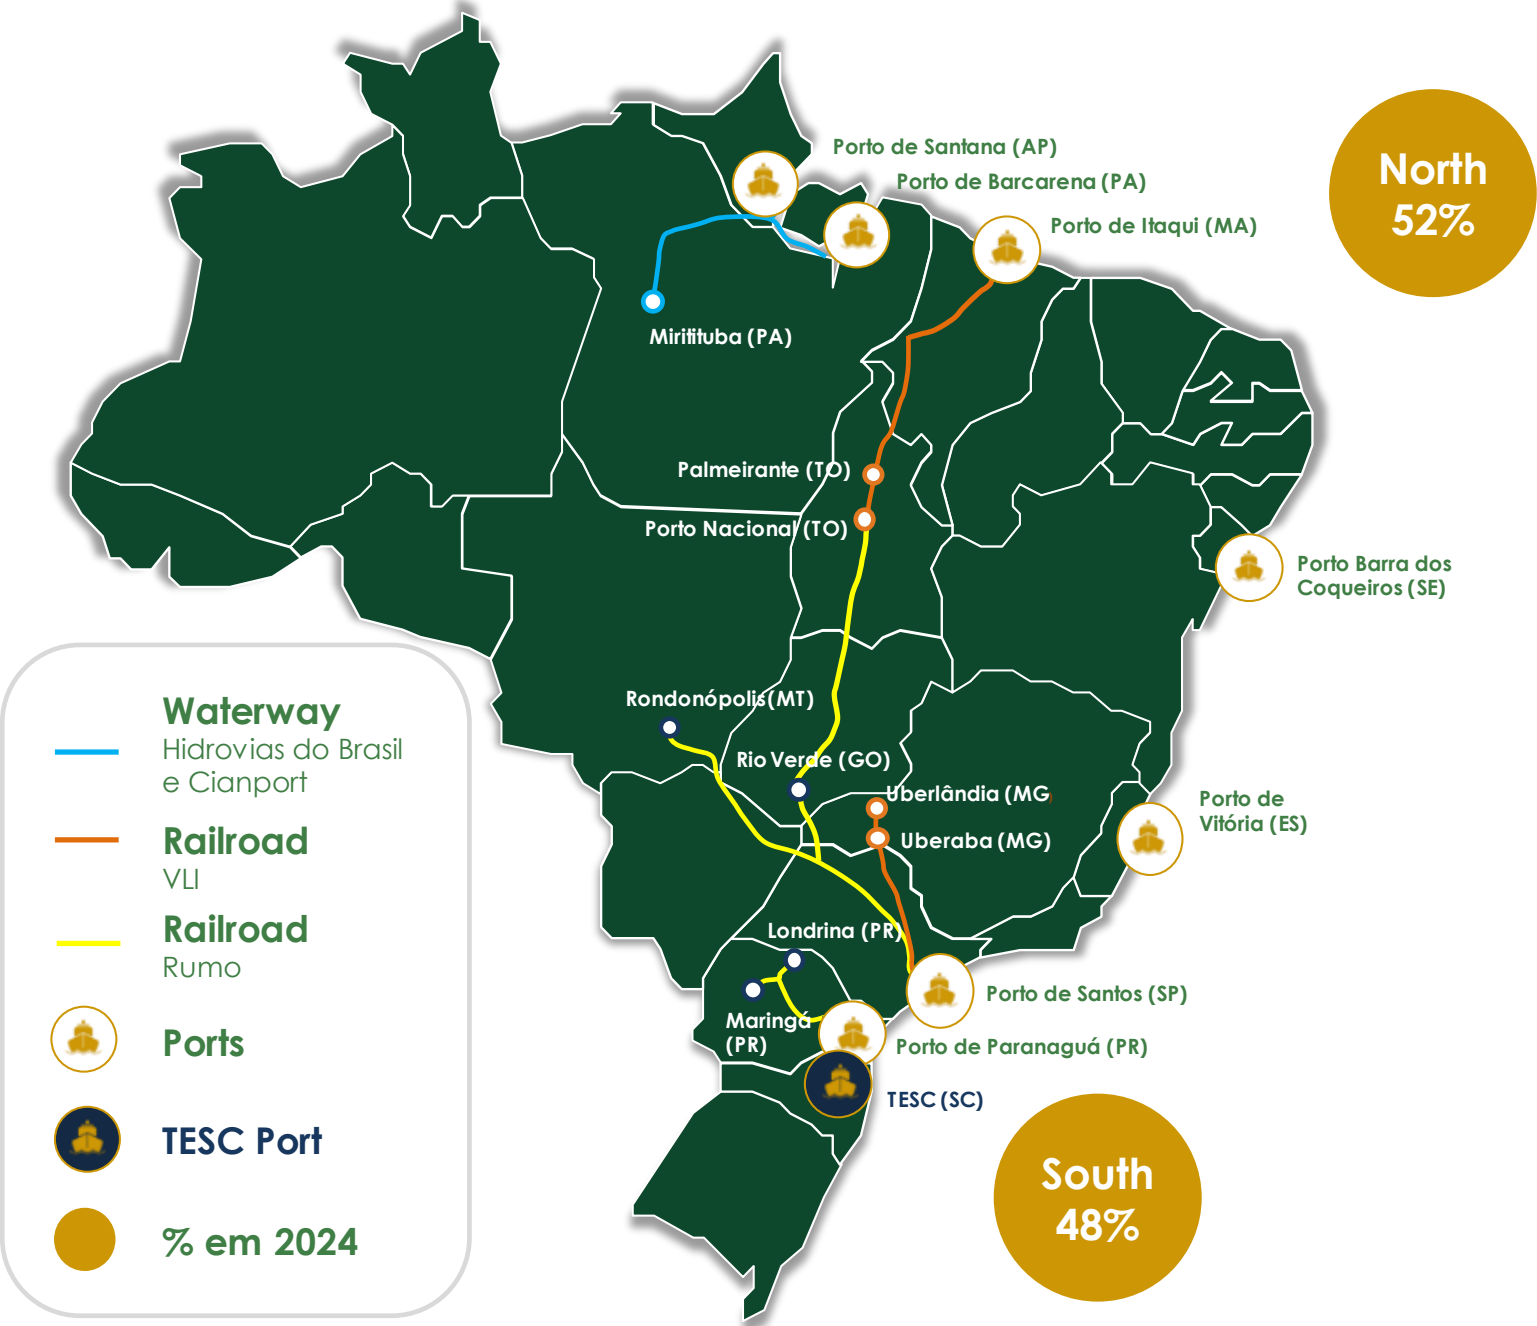 Porto de Santana (AP)
Porto de Barcarena (PA)
Porto de Itaqui (MA)
North
52%
Miritituba (PA)
Palmeirante (TO)
Porto Nacional (TO)
Porto Barra dos
Coqueiros (SE)
Rondonópolis(MT)
Rio Verde (GO)
Uberlândia (MG
Uberaba (MG)
Porto de
Vitória (ES)
Londrina (PR)
Maringá
(PR)
Porto de Santos (SP)
Porto de Paranaguá (PR)
TESC (SC)
South
48%
Waterway
Hidrovias do Brasil
e Cianport
Railroad
VLI
Railroad
Rumo
Ports
TESC Port
% em 2024